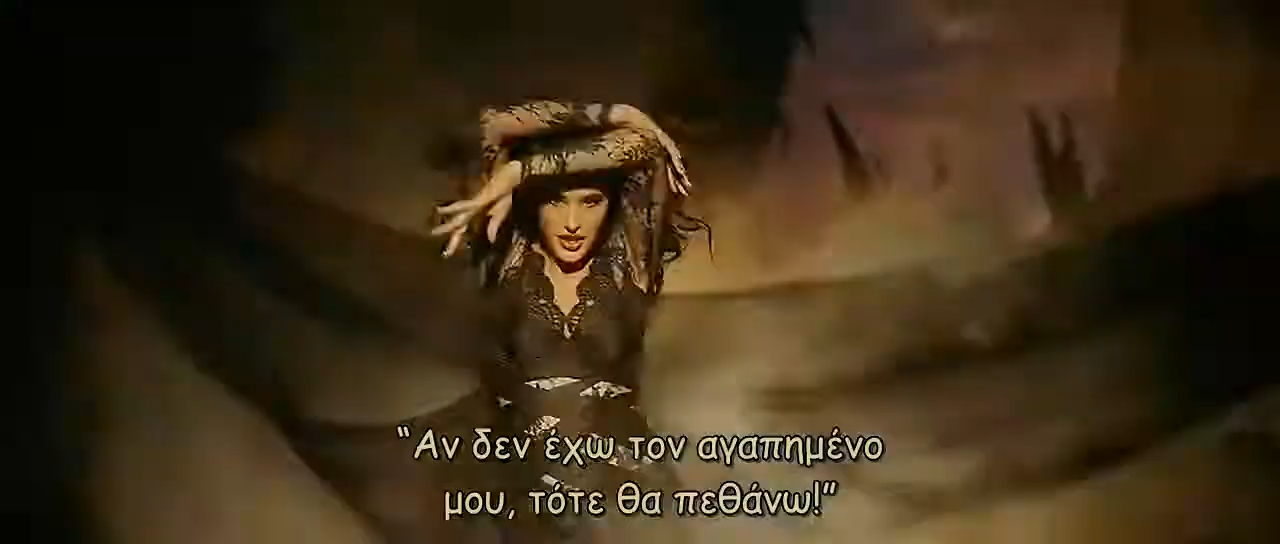 “Αν δεν έχω τον αγαπημένο
μου, τότε θα πεθάνω!”